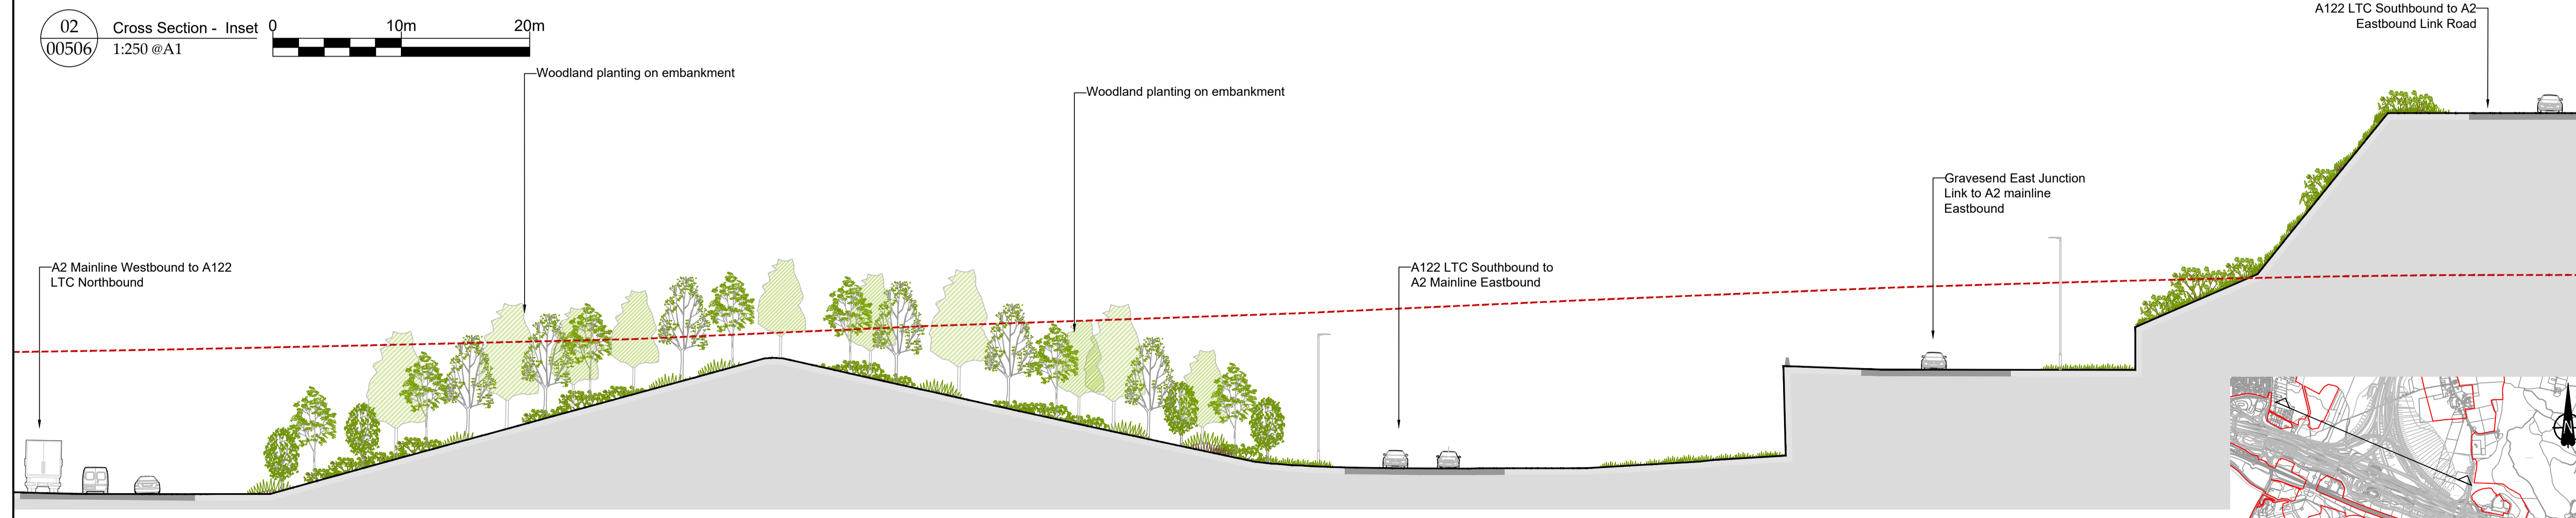 02
00506
Cross Section - Inset
1:250 @A1
0 10m 20m
A122 LTC Southbound to A2
Eastbound Link Road
Woodland planting on embankment
Woodland planting on embankment
Gravesend East Junction
Link to A2 mainline
Eastbound
A2 Mainline Westbound to A122
LTC Northbound
A122 LTC Southbound to
A2 Mainline Eastbound
N